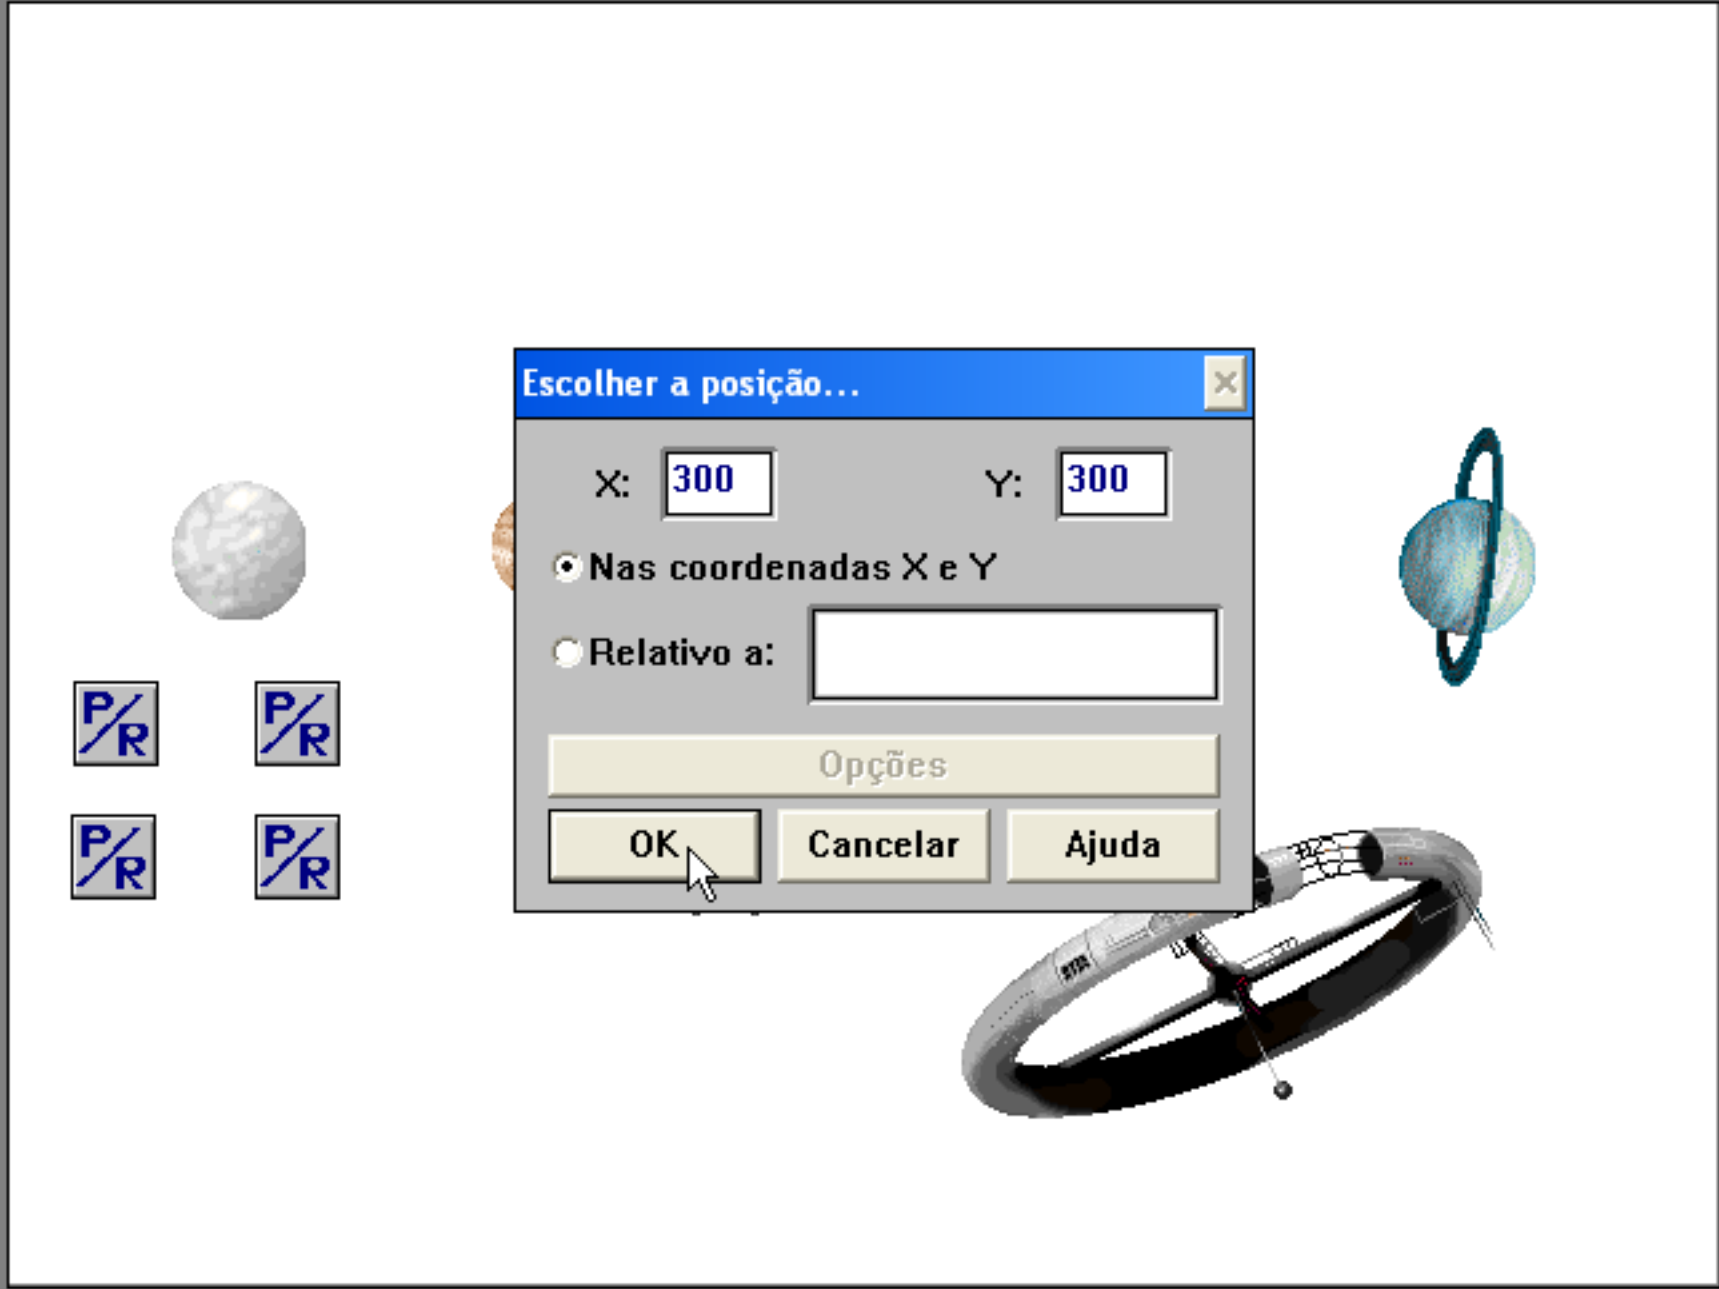 Escolher a posição...
X: 300 Y: 300
Nas coordenadas X e Y
Relativo a:
P/R P/R
Opções
P/R P/R
OK Cancelar Ajuda